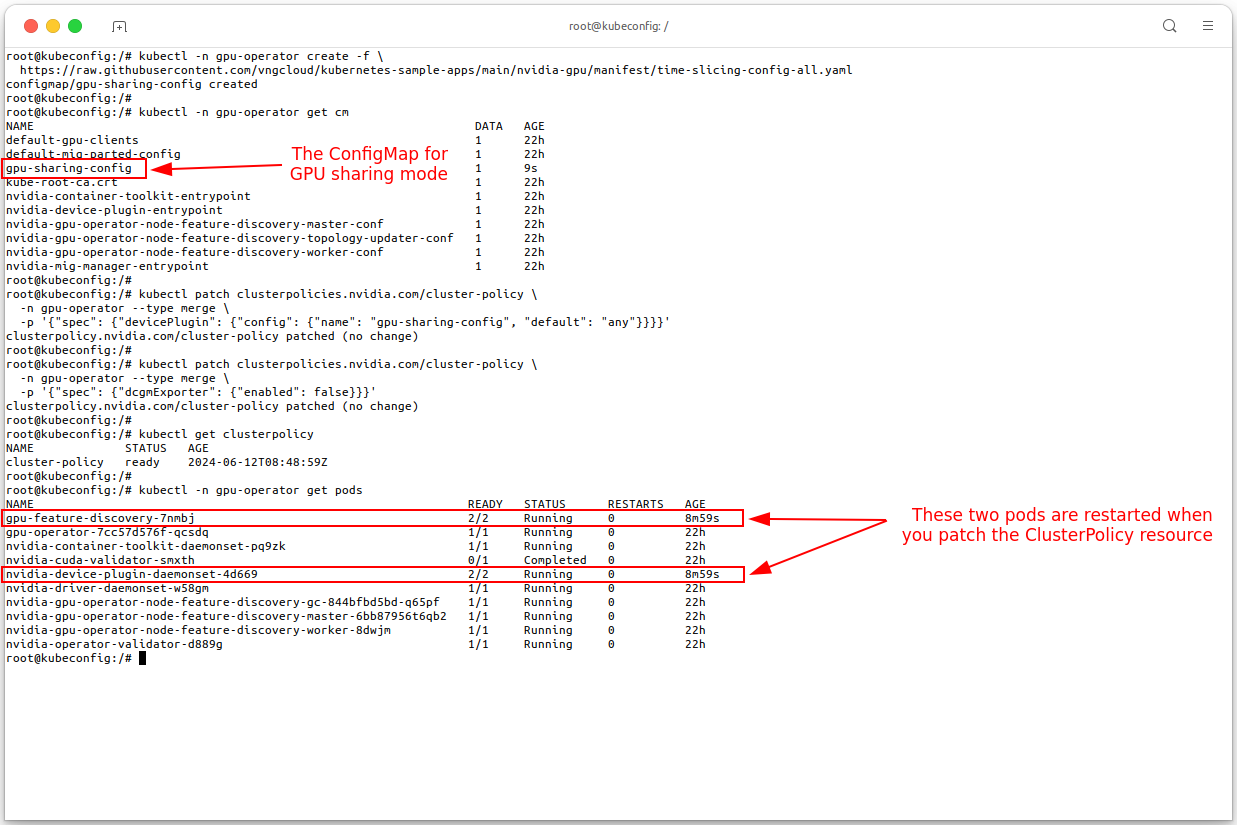 root@kubeconfig: /
root@kubeconfig:/# kubectl -n gpu-operator create -f \
  https://raw.githubusercontent.com/vngcloud/kubernetes-sample-apps/main/nvidia-gpu/manifest/time-slicing-config-all.yaml
configmap/gpu-sharing-config created
root@kubeconfig:/#
root@kubeconfig:/# kubectl -n gpu-operator get cm
NAME                                                               DATA   AGE
default-gpu-clients                                                1      22h
default-mig-parted-config                                          1      22h
gpu-sharing-config                                                 1      9s
The ConfigMap for
GPU sharing mode
kube-root-ca.crt                                                   1      22h
nvidia-container-toolkit-entrypoint                                1      22h
nvidia-device-plugin-entrypoint                                    1      22h
nvidia-gpu-operator-node-feature-discovery-master-conf             1      22h
nvidia-gpu-operator-node-feature-discovery-topology-updater-conf   1      22h
nvidia-gpu-operator-node-feature-discovery-worker-conf             1      22h
nvidia-mig-manager-entrypoint                                      1      22h
root@kubeconfig:/#
root@kubeconfig:/# kubectl patch clusterpolicies.nvidia.com/cluster-policy \
  -n gpu-operator --type merge \
  -p '{"spec": {"devicePlugin": {"config": {"name": "gpu-sharing-config", "default": "any"}}}}'
clusterpolicy.nvidia.com/cluster-policy patched (no change)
root@kubeconfig:/#
root@kubeconfig:/# kubectl patch clusterpolicies.nvidia.com/cluster-policy \
  -n gpu-operator --type merge \
  -p '{"spec": {"dcgmExporter": {"enabled": false}}}'
clusterpolicy.nvidia.com/cluster-policy patched (no change)
root@kubeconfig:/#
root@kubeconfig:/# kubectl get clusterpolicy
NAME             STATUS   AGE
cluster-policy   ready    2024-06-12T08:48:59Z
root@kubeconfig:/#
root@kubeconfig:/# kubectl -n gpu-operator get pods
NAME                                                              READY   STATUS      RESTARTS   AGE
gpu-feature-discovery-7nmbj                                       2/2     Running     0          8m59s
These two pods are restarted when
you patch the ClusterPolicy resource
gpu-operator-7cc57d576f-qcsdq                                     1/1     Running     0          22h
nvidia-container-toolkit-daemonset-pq9zk                          1/1     Running     0          22h
nvidia-cuda-validator-smxth                                       0/1     Completed   0          22h
nvidia-device-plugin-daemonset-4d669                              2/2     Running     0          8m59s
nvidia-driver-daemonset-w58gm                                     1/1     Running     0          22h
nvidia-gpu-operator-node-feature-discovery-gc-844bfbd5bd-q65pf    1/1     Running     0          22h
nvidia-gpu-operator-node-feature-discovery-master-6bb87956t6qb2   1/1     Running     0          22h
nvidia-gpu-operator-node-feature-discovery-worker-8dwjm           1/1     Running     0          22h
nvidia-operator-validator-d889g                                   1/1     Running     0          22h
root@kubeconfig:/#